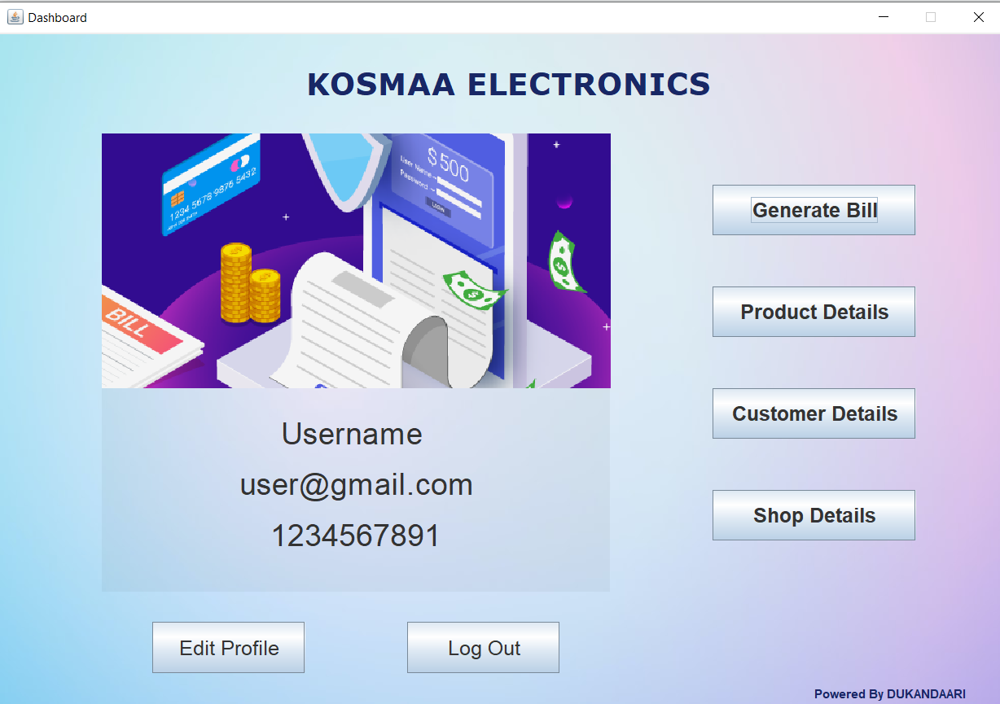 Dashboard
KOSMAA ELECTRONICS
$500
User Name
Password
LOGIN
1234 5678 9876 5432
BILL
Username
user@gmail.com
1234567891
Generate Bill
Product Details
Customer Details
Shop Details
Edit Profile
Log Out
Powered By DUKANDAARI